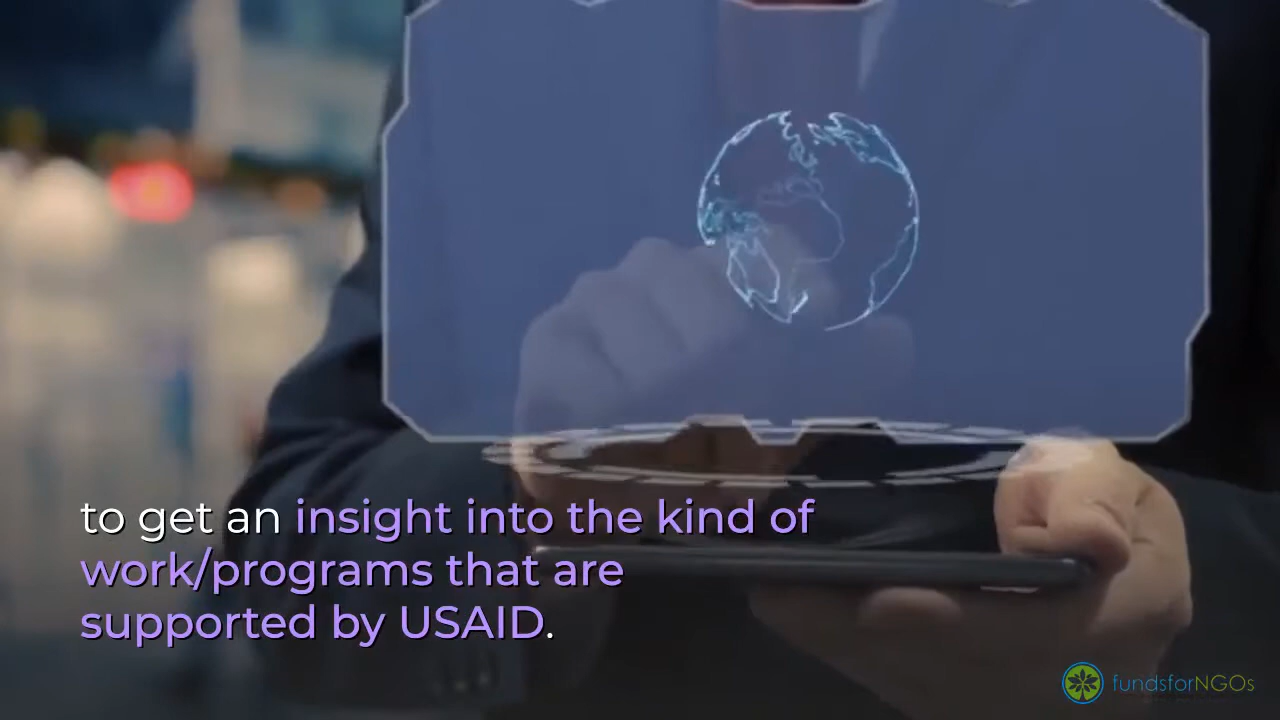 to get an insight into the kind of
work/programs that are
supported by USAID.
fundsforNGOs